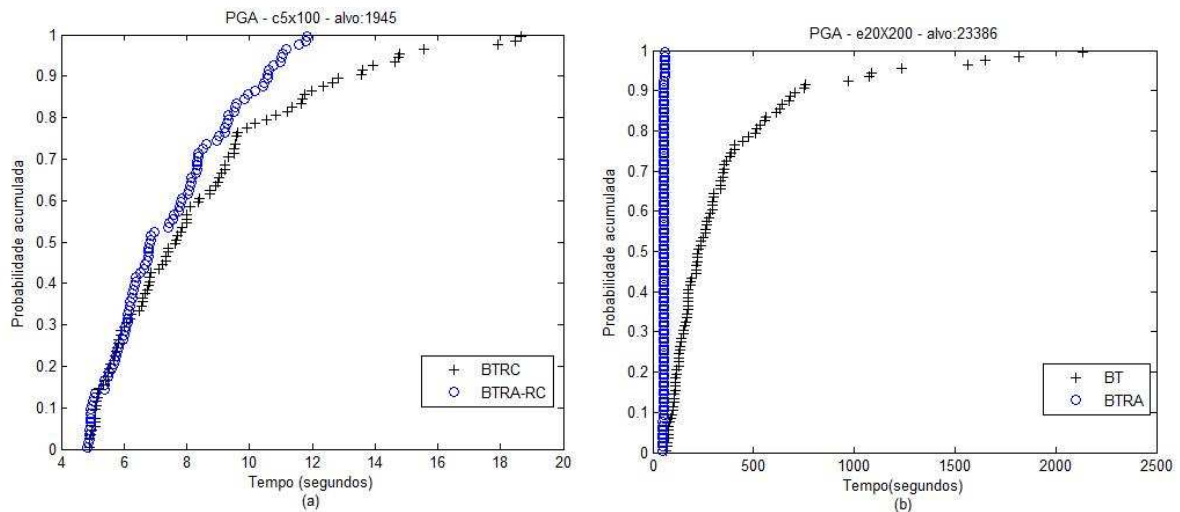 PGA - c5x100 - alvo:1945
1
0.9
0.8
0.7
0.6
0.5
0.4
0.3
0.2
0.1
0
Probabilidade acumulada
BTRC
BTRA-RC
4 6 8 10 12 14 16 18 20
Tempo (segundos)
(a)
PGA - e20X200 - alvo:23386
1
0.9
0.8
0.7
0.6
0.5
0.4
0.3
0.2
0.1
0
Probabilidade acumulada
BT
BTRA
0 500 1000 1500 2000 2500
Tempo(segundos)
(b)